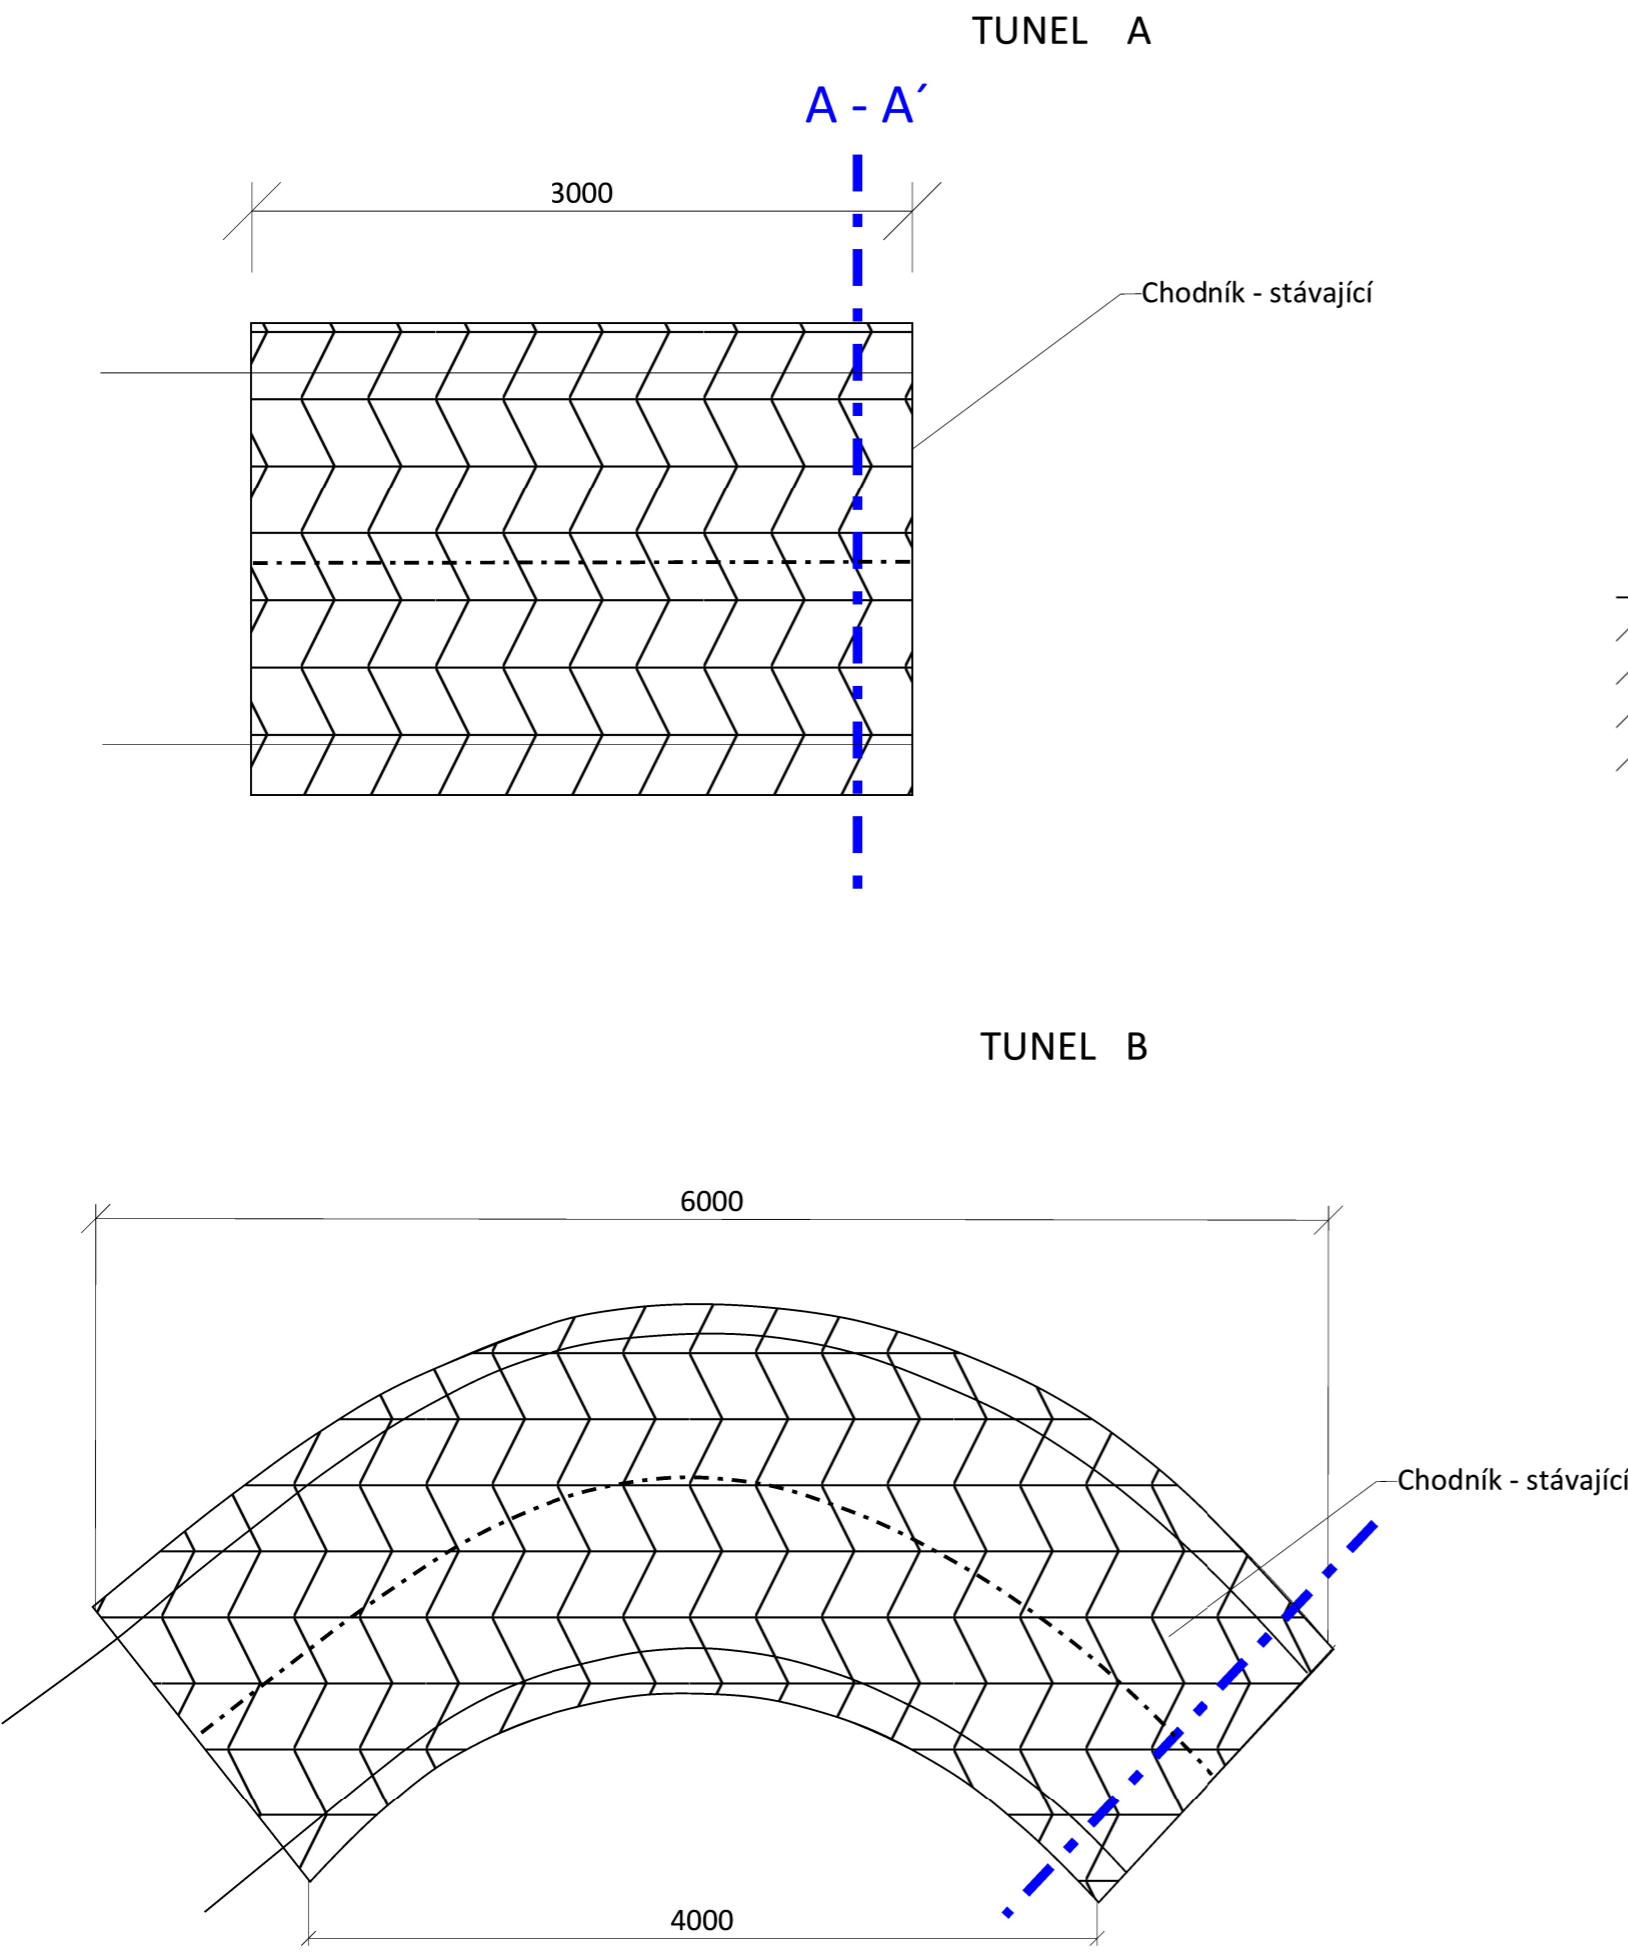 TUNEL A
A - A´
3000
Chodník - stávající
TUNEL B
6000
Chodník - stávající
4000